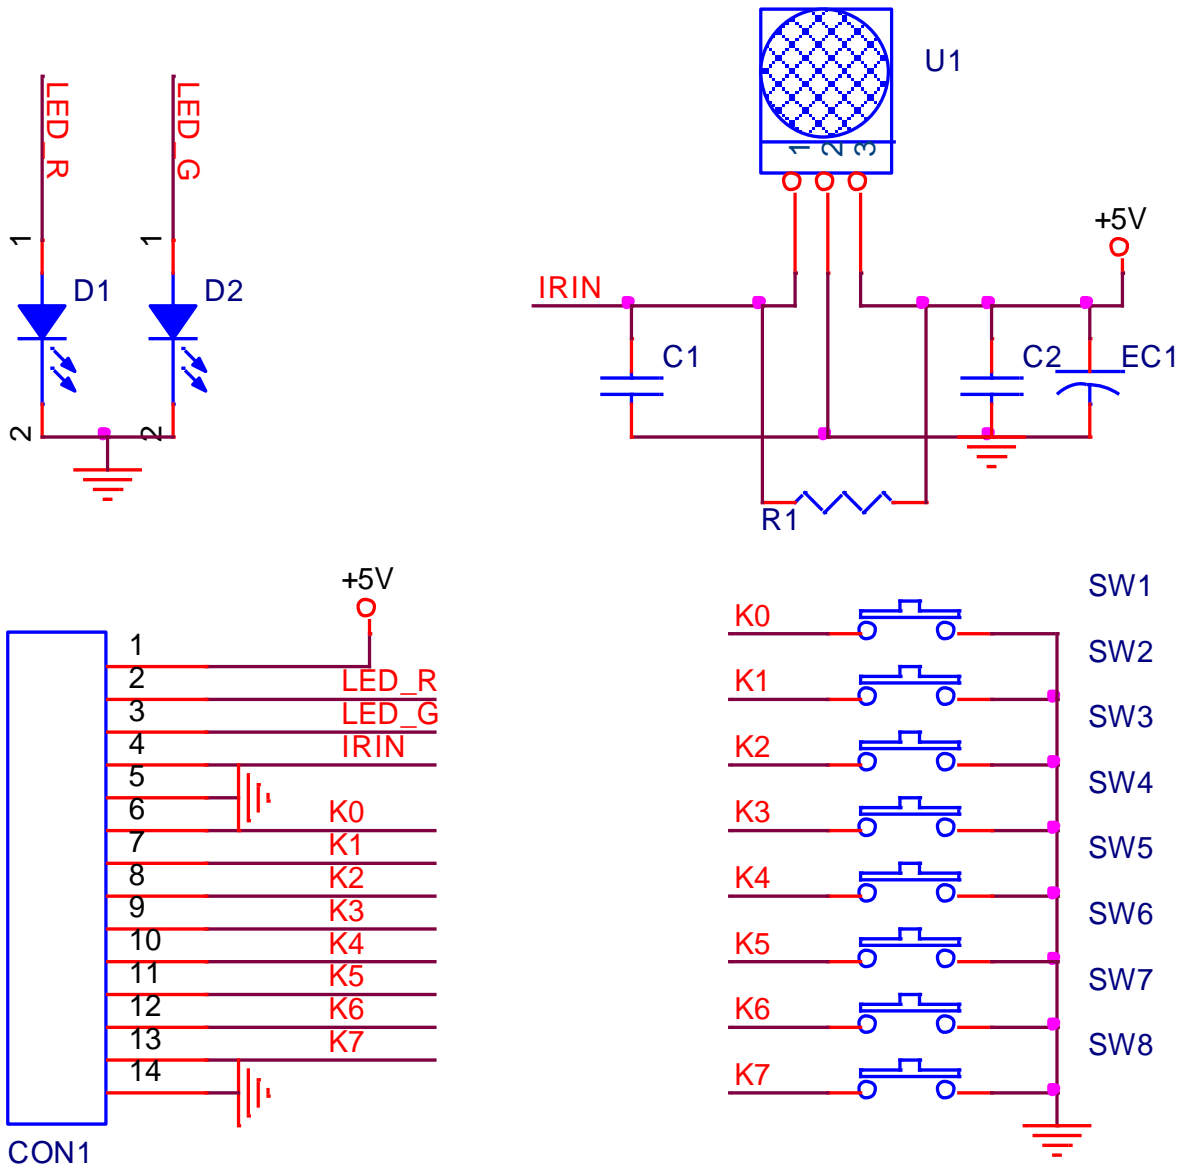 LED_R
LED_G
1
1
D1
D2
2
2
U1
1 2 3
+5V
IRIN
C1
C2
EC1
R1
+5V
1
2
LED_R
3
LED_G
4
IRIN
5
6
K0
7
K1
8
K2
9
K3
10
K4
11
K5
12
K6
13
K7
14
CON1
SW1
K0
SW2
K1
SW3
K2
SW4
K3
SW5
K4
SW6
K5
SW7
K6
SW8
K7